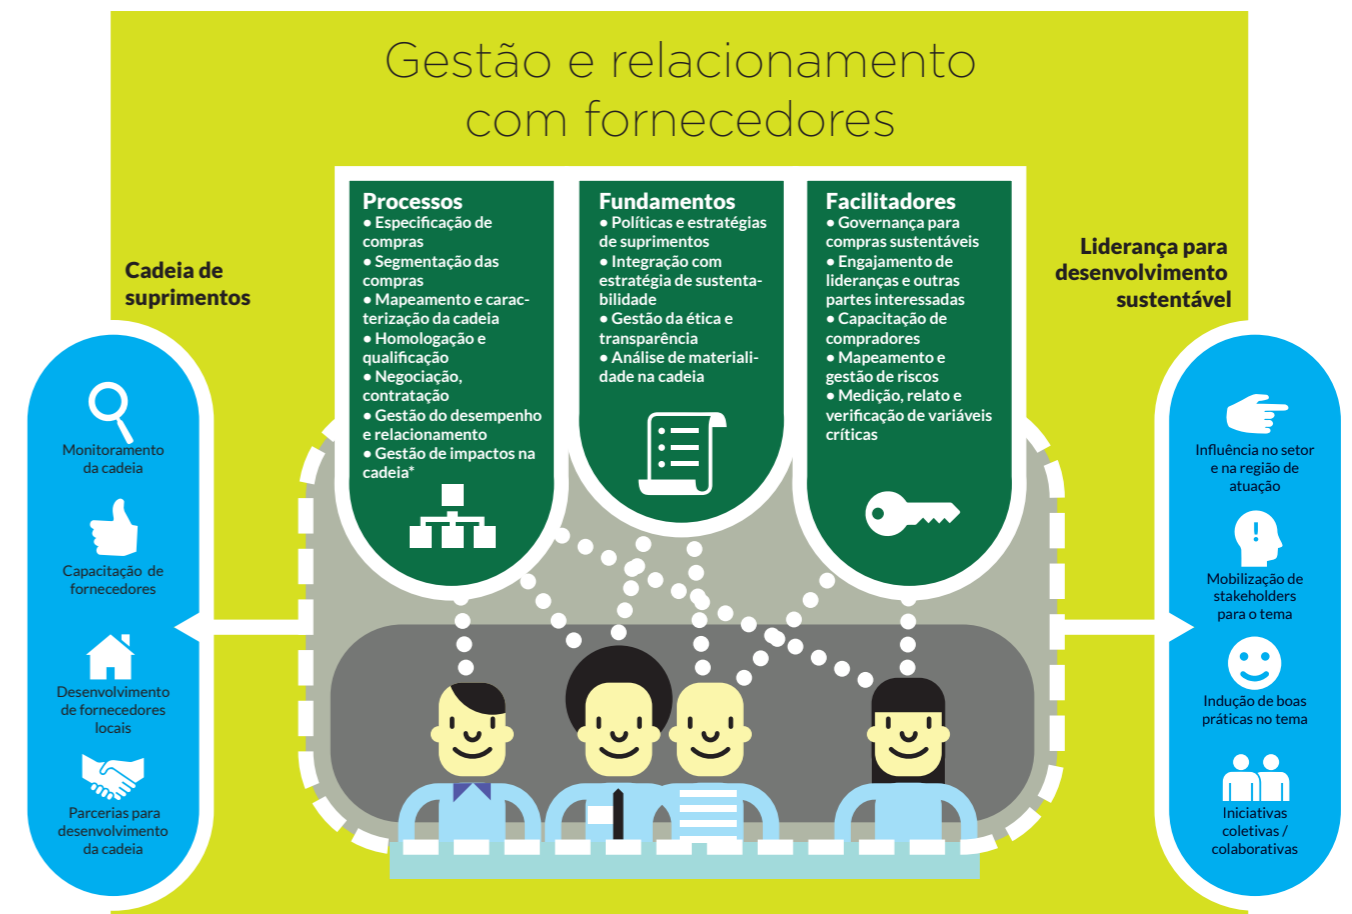 Gestão e relacionamento
com fornecedores
Cadeia de
suprimentos
Monitoramento
da cadeia
Capacitação de
fornecedores
Desenvolvimento
de fornecedores
locais
Parcerias para
desenvolvimento
da cadeia
Processos
● Especificação de
compras
● Segmentação das
compras
● Mapeamento e carac-
terização da cadeia
● Homologação e
qualificação
● Negociação,
contratação
● Gestão do desempenho
e relacionamento
● Gestão de impactos na
cadeia*
Fundamentos
● Políticas e estratégias
de suprimentos
● Integração com
estratégia de sustenta-
bilidade
● Gestão da ética e
transparência
● Análise de materiali-
dade na cadeia
Facilitadores
● Governança para
compras sustentáveis
● Engajamento de
lideranças e outras
partes interessadas
● Capacitação de
compradores
● Mapeamento e
gestão de riscos
● Medição, relato e
verificação de variáveis
críticas
Liderança para
desenvolvimento
sustentável
Influência no setor
e na região de
atuação
Mobilização de
stakeholders
para o tema
Indução de boas
práticas no tema
Iniciativas
coletivas /
colaborativas